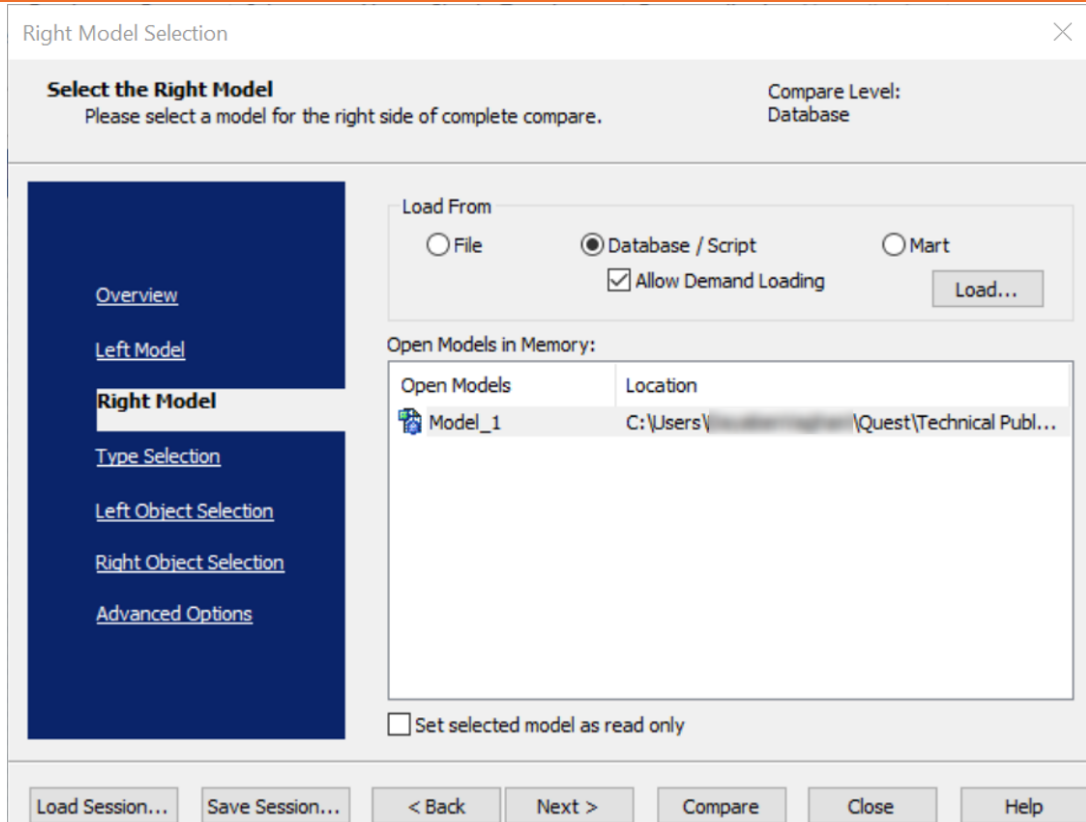 Right Model Selection
Select the Right Model
Please select a model for the right side of complete compare.
Compare Level:
Database
Overview
Left Model
Right Model
Type Selection
Left Object Selection
Right Object Selection
Advanced Options
Load From
File
Database / Script
Mart
Allow Demand Loading
Load...
Open Models in Memory:
Open Models
Location
Model_1
C:\Users\ \Quest\Technical Publ...
Set selected model as read only
Load Session...
Save Session...
< Back
Next >
Compare
Close
Help